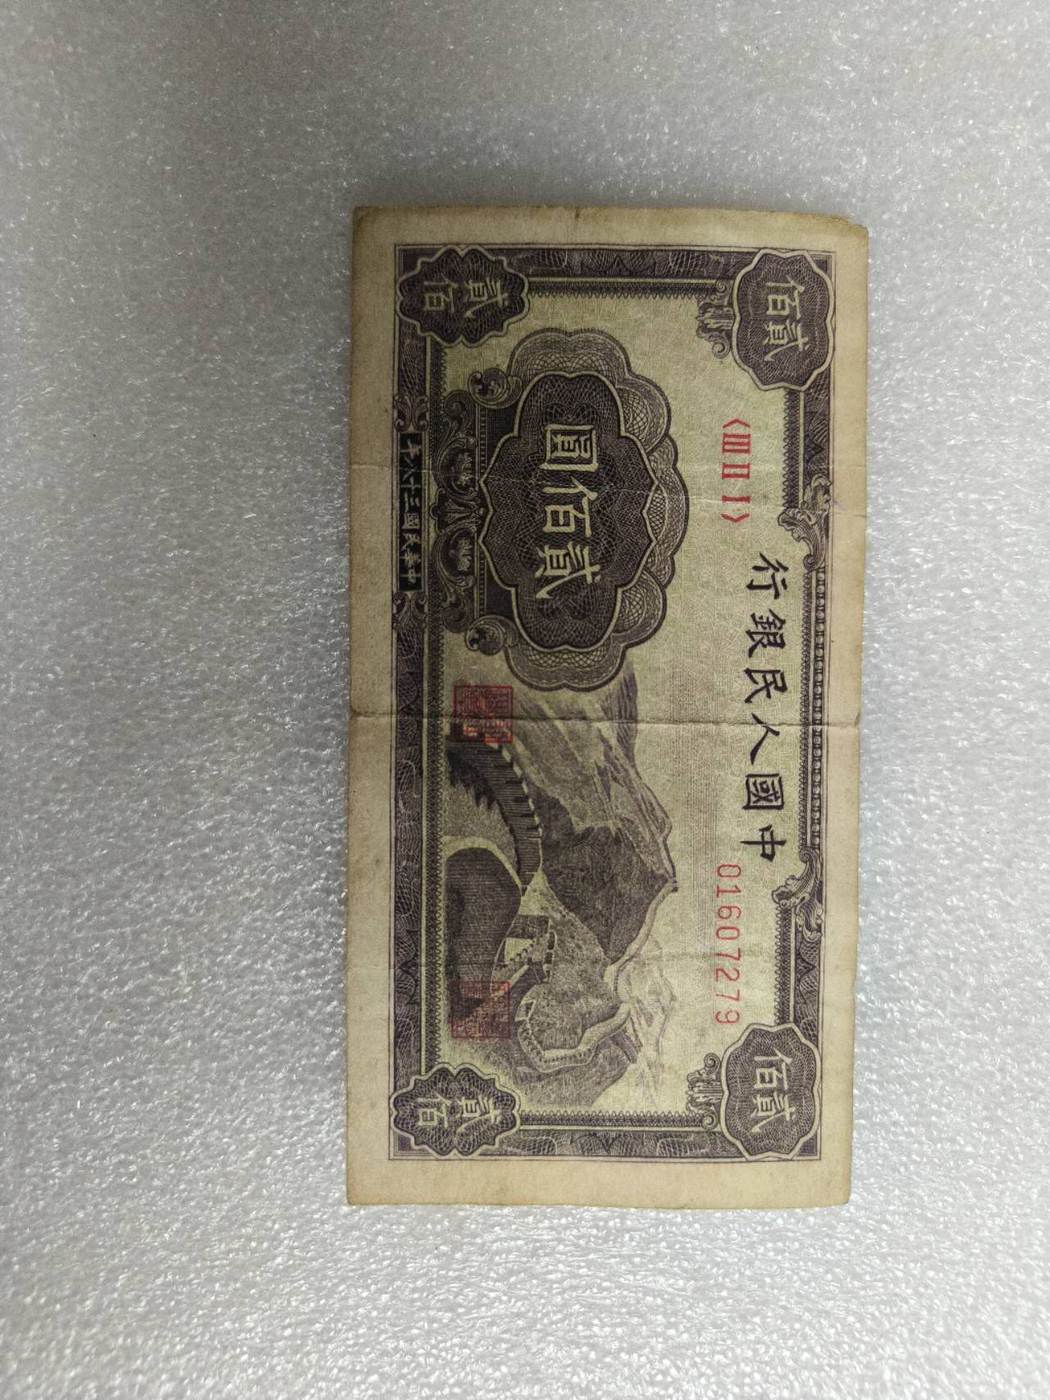 中國人民銀行
貳佰
貳佰
〈III II I〉
01607279
貳佰圓
貳佰
貳佰
中華民國三十八年